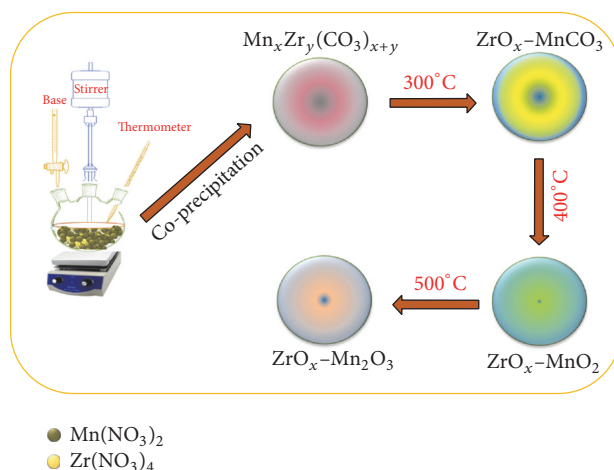 MnₓZrᵧ(CO₃)ₓ₊ᵧ
ZrOₓ–MnCO₃
Stirrer
Base
Thermometer
300°C
Co-precipitation
400°C
500°C
ZrOₓ–Mn₂O₃
ZrOₓ–MnO₂
Mn(NO₃)₂
Zr(NO₃)₄